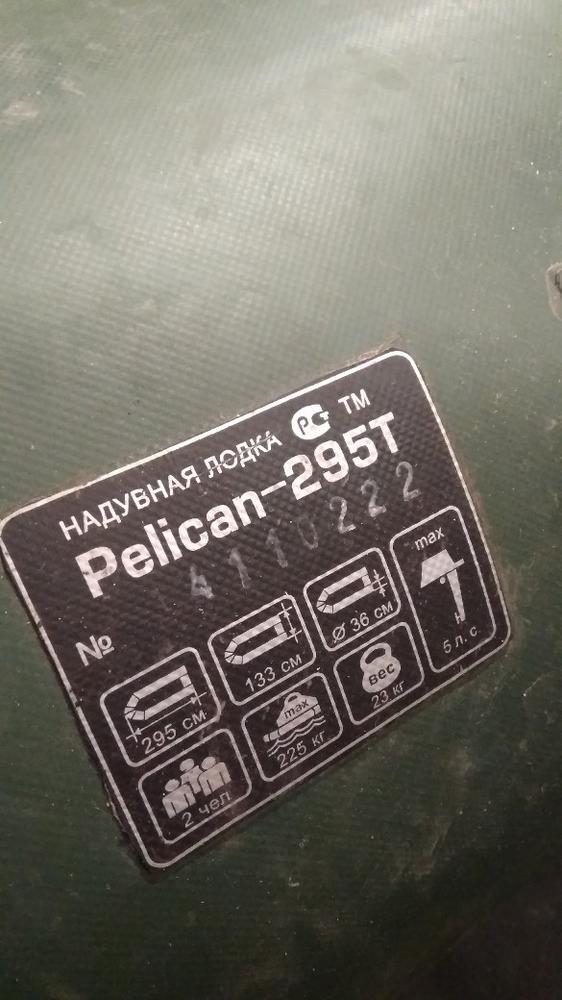 НАДУВНАЯ ЛОДКА РСТ ТМ
Pelican-295T
№ 4110222
295 см
133 см
Ø 36 см
max
5 л. с.
2 чел
max
225 кг
вес
23 кг